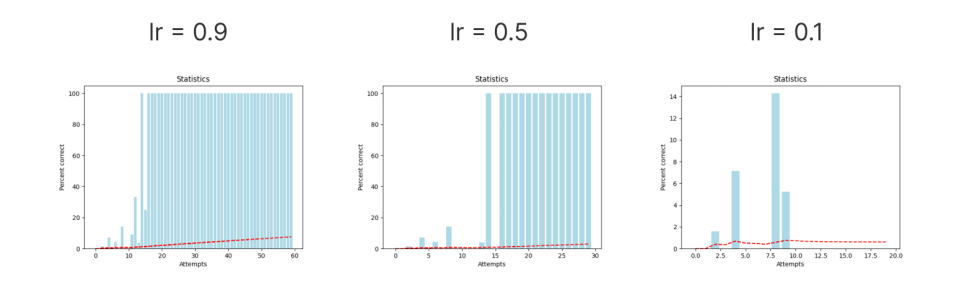 lr = 0.9
lr = 0.5
lr = 0.1
Statistics
Percent correct
100
80
60
40
20
0
0 10 20 30 40 50 60
Attempts
Statistics
Percent correct
100
80
60
40
20
0
0 5 10 15 20 25 30
Attempts
Statistics
Percent correct
14
12
10
8
6
4
2
0
0.0 2.5 5.0 7.5 10.0 12.5 15.0 17.5 20.0
Attempts